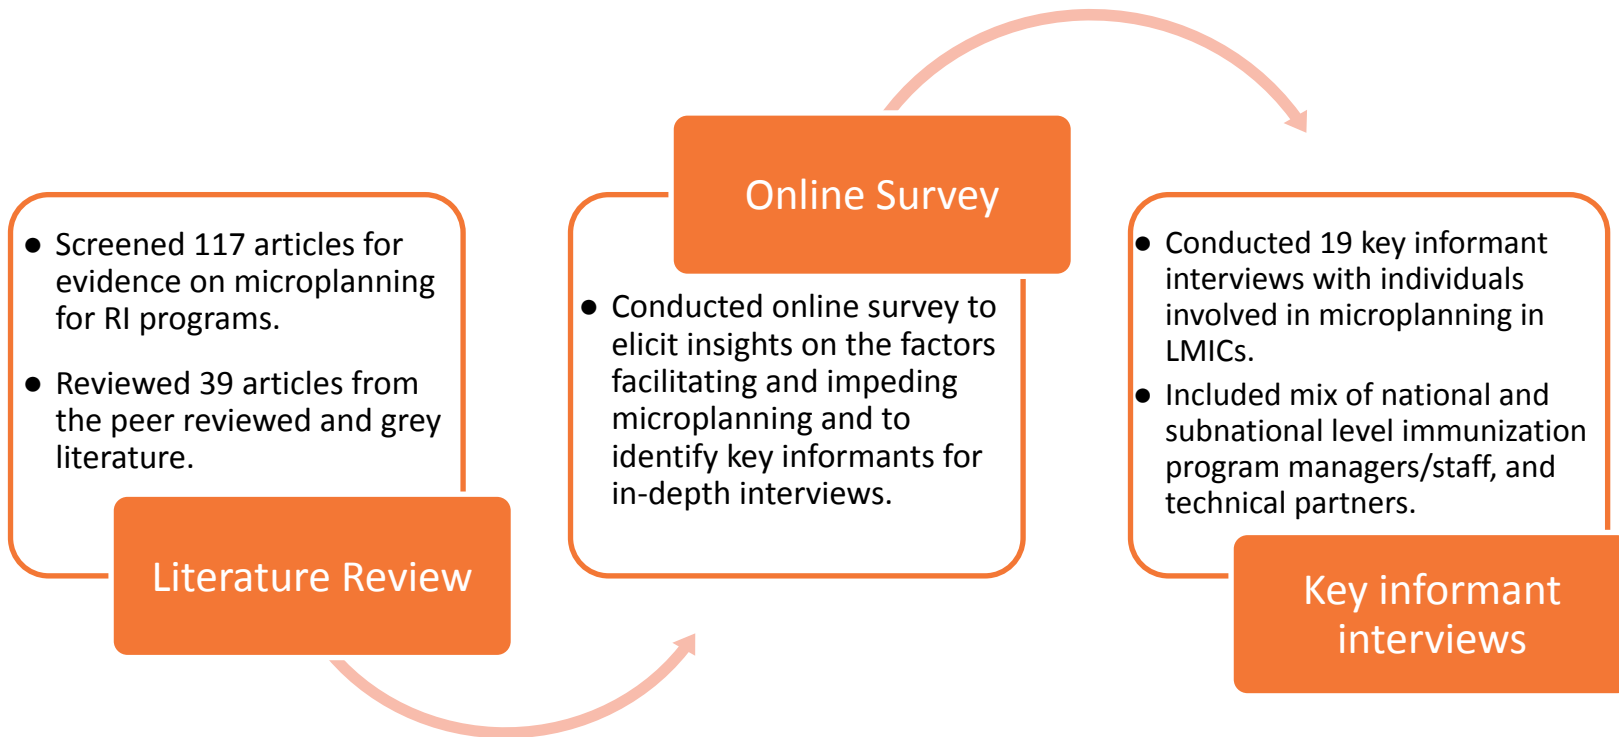 ● Screened 117 articles for
evidence on microplanning
for RI programs.
● Reviewed 39 articles from
the peer reviewed and grey
literature.
Literature Review
Online Survey
● Conducted online survey to
elicit insights on the factors
facilitating and impeding
microplanning and to
identify key informants for
in-depth interviews.
● Conducted 19 key informant
interviews with individuals
involved in microplanning in
LMICs.
● Included mix of national and
subnational level immunization
program managers/staff, and
technical partners.
Key informant
interviews